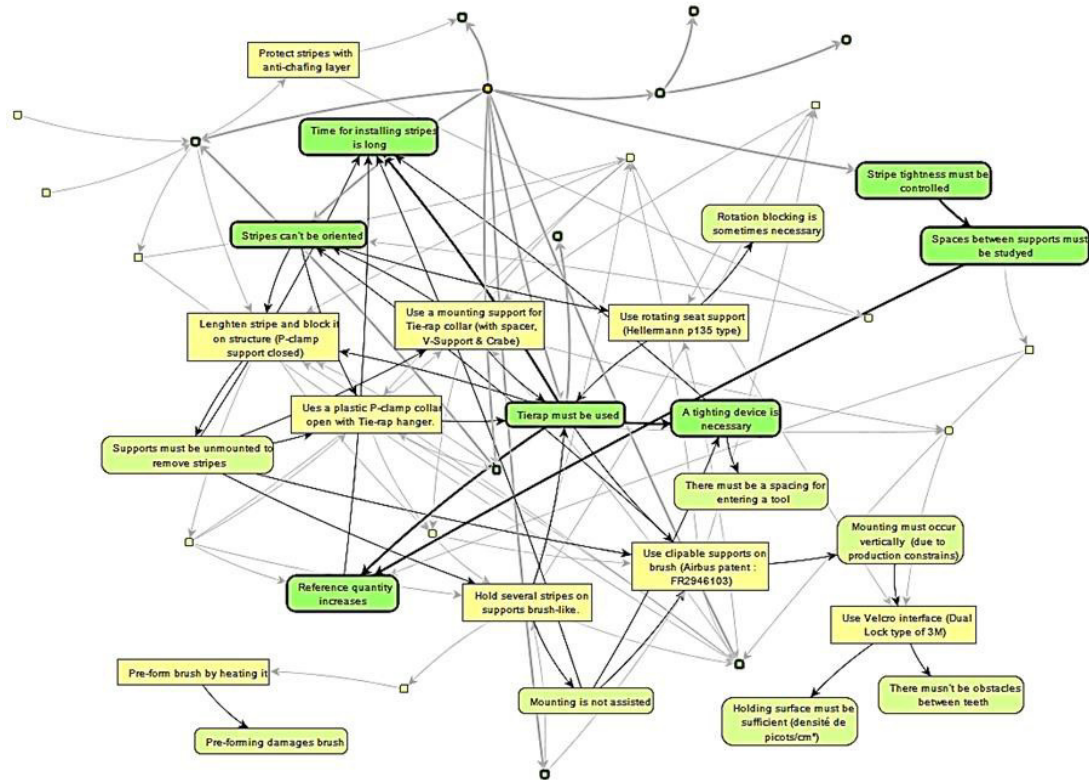 Protect stripes with
anti-chafing layer
Time for installing stripes
is long
Stripe tightness must be
controlled
Rotation blocking is
sometimes necessary
Stripes can't be oriented
Spaces between supports must
be studyed
Lenghten stripe and block it
on structure (P-clamp
support closed)
Use a mounting support for
Tie-rap collar (with spacer,
V-Support & Crabe)
Use rotating seat support
(Hellermann p135 type)
Ues a plastic P-clamp collar
open with Tie-rap hanger.
Tierap must be used
A tighting device is
necessary
Supports must be unmounted to
remove stripes
There must be a spacing for
entering a tool
Mounting must occur
vertically (due to
production constrains)
Use clipable supports on
brush (Airbus patent :
FR2946103)
Reference quantity
increases
Hold several stripes on
supports brush-like.
Use Velcro interface (Dual
Lock type of 3M)
Pre-form brush by heating it
Mounting is not assisted
There musn't be obstacles
between teeth
Holding surface must be
sufficient (densité de
picots/cm²)
Pre-forming damages brush